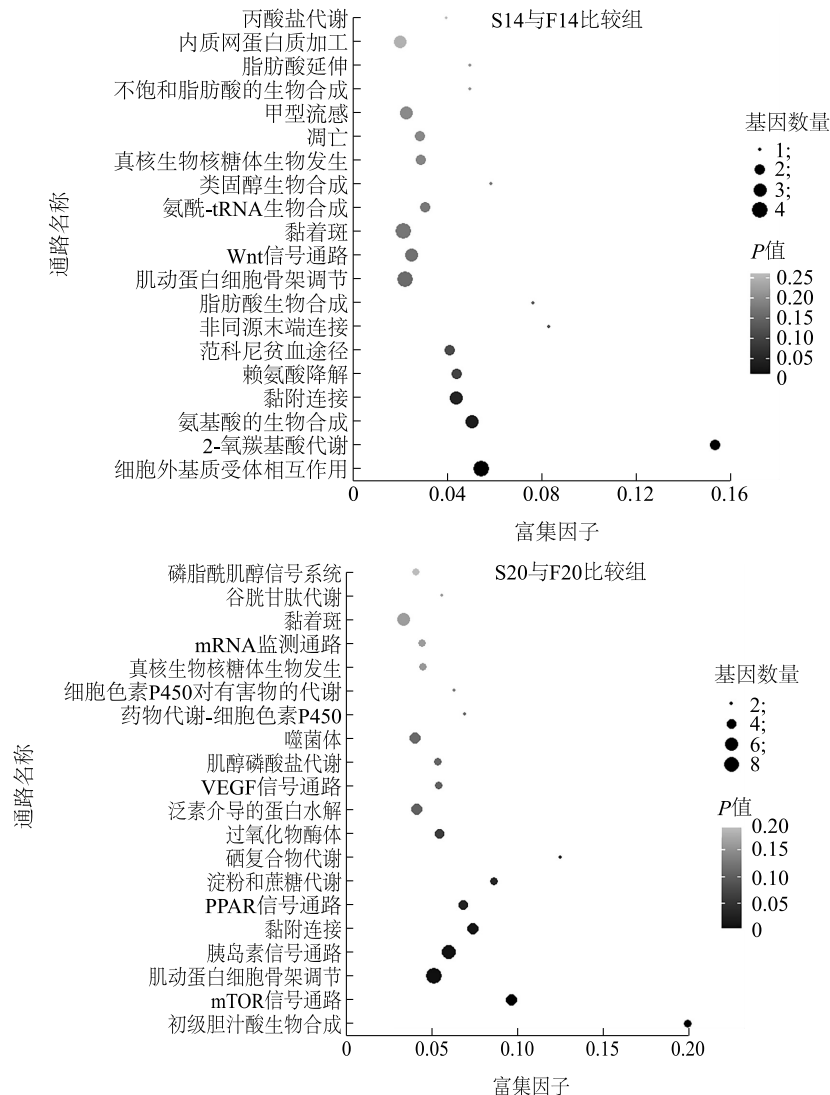 S14与F14比较组
丙酸盐代谢
内质网蛋白质加工
脂肪酸延伸
不饱和脂肪酸的生物合成
甲型流感
凋亡
真核生物核糖体生物发生
类固醇生物合成
氨酰-tRNA生物合成
黏着斑
Wnt信号通路
肌动蛋白细胞骨架调节
脂肪酸生物合成
非同源末端连接
范科尼贫血途径
赖氨酸降解
黏附连接
氨基酸的生物合成
2-氧羰基酸代谢
细胞外基质受体相互作用
通路名称
0 0.04 0.08 0.12 0.16
富集因子
基因数量
1;
2;
3;
4
P值
0.25
0.20
0.15
0.10
0.05
0
S20与F20比较组
磷脂酰肌醇信号系统
谷胱甘肽代谢
黏着斑
mRNA监测通路
真核生物核糖体生物发生
细胞色素P450对有害物的代谢
药物代谢-细胞色素P450
噬菌体
肌醇磷酸盐代谢
VEGF信号通路
泛素介导的蛋白水解
过氧化物酶体
硒复合物代谢
淀粉和蔗糖代谢
PPAR信号通路
黏附连接
胰岛素信号通路
肌动蛋白细胞骨架调节
mTOR信号通路
初级胆汁酸生物合成
通路名称
0 0.05 0.10 0.15 0.20
富集因子
基因数量
2;
4;
6;
8
P值
0.20
0.15
0.10
0.05
0